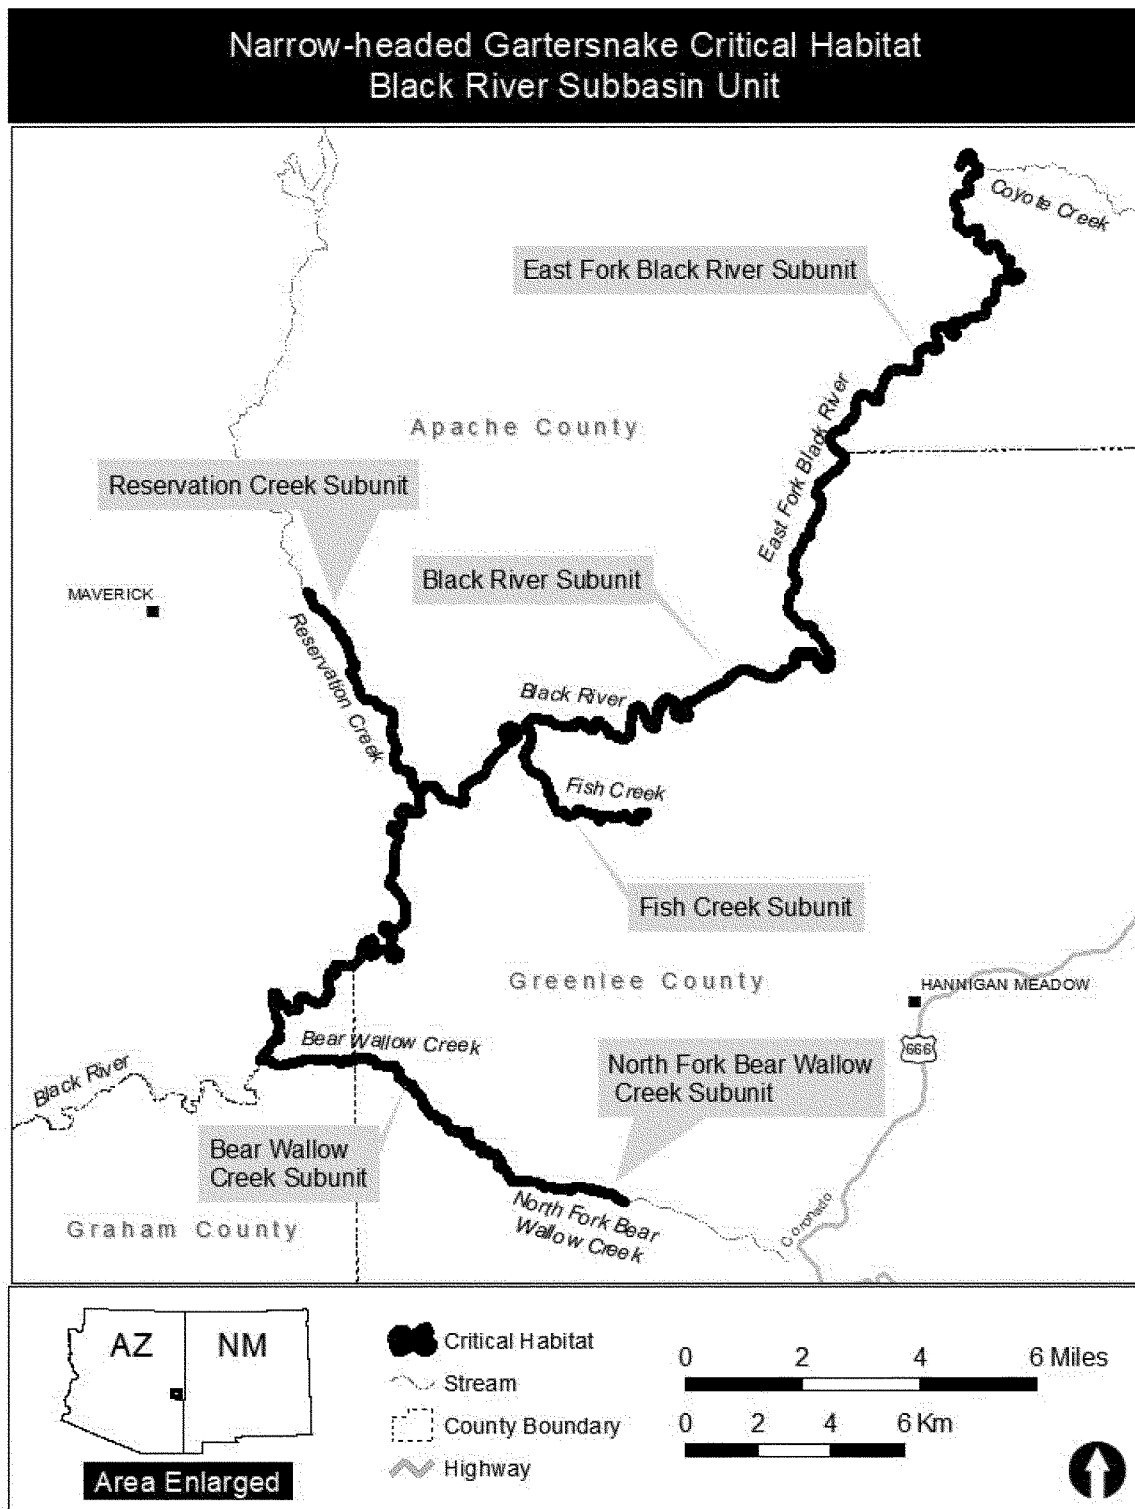 Narrow-headed Gartersnake Critical Habitat
Black River Subbasin Unit
Coyote Creek
East Fork Black River Subunit
East Fork Black River
Apache County
Reservation Creek Subunit
Black River Subunit
MAVERICK
Reservation Creek
Black River
Fish Creek
Fish Creek Subunit
Greenlee County
HANNIGAN MEADOW
666
Bear Wallow Creek
North Fork Bear Wallow
Creek Subunit
Black River
Bear Wallow
Creek Subunit
North Fork Bear
Wallow Creek
Coronado
Graham County
AZ
NM
Area Enlarged
Critical Habitat
Stream
County Boundary
Highway
0 2 4 6 Miles
0 2 4 6 Km